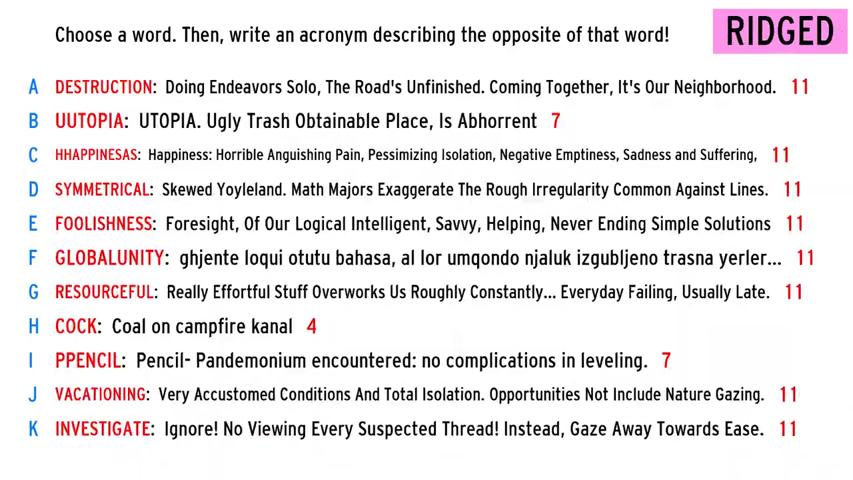 Choose a word. Then, write an acronym describing the opposite of that word! RIDGED
A DESTRUCTION: Doing Endeavors Solo, The Road's Unfinished. Coming Together, It's Our Neighborhood. 11
B UUTOPIA: UTOPIA. Ugly Trash Obtainable Place, Is Abhorrent 7
C HHAPPINESAS: Happiness: Horrible Anguishing Pain, Pessimizing Isolation, Negative Emptiness, Sadness and Suffering, 11
D SYMMETRICAL: Skewed Yoyleland. Math Majors Exaggerate The Rough Irregularity Common Against Lines. 11
E FOOLISHNESS: Foresight, Of Our Logical Intelligent, Savvy, Helping, Never Ending Simple Solutions 11
F GLOBALUNITY: ghjente loqui otutu bahasa, al lor umqondo njaluk izgubljeno trasna yerler... 11
G RESOURCEFUL: Really Effortful Stuff Overworks Us Roughly Constantly... Everyday Failing, Usually Late. 11
H COCK: Coal on campfire kanal 4
I PPENCIL: Pencil- Pandemonium encountered: no complications in leveling. 7
J VACATIONING: Very Accustomed Conditions And Total Isolation. Opportunities Not Include Nature Gazing. 11
K INVESTIGATE: Ignore! No Viewing Every Suspected Thread! Instead, Gaze Away Towards Ease. 11